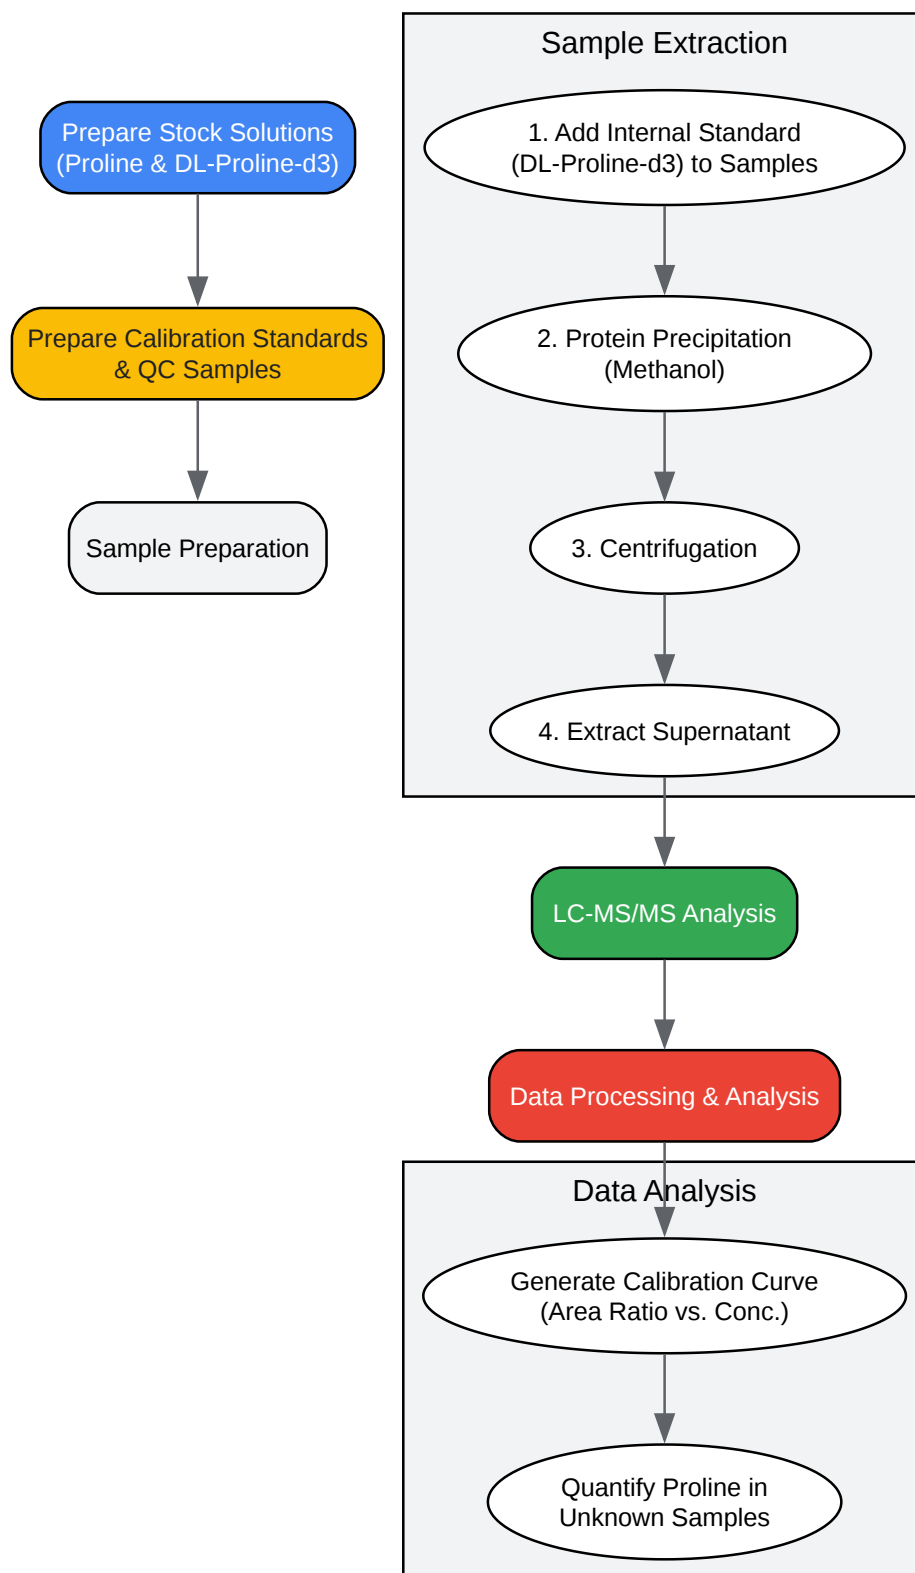 Sample Extraction
Prepare Stock Solutions
(Proline & DL-Proline-d3)
1. Add Internal Standard
(DL-Proline-d3) to Samples
Prepare Calibration Standards
& QC Samples
2. Protein Precipitation
(Methanol)
Sample Preparation
3. Centrifugation
4. Extract Supernatant
LC-MS/MS Analysis
Data Processing & Analysis
Data Analysis
Generate Calibration Curve
(Area Ratio vs. Conc.)
Quantify Proline in
Unknown Samples